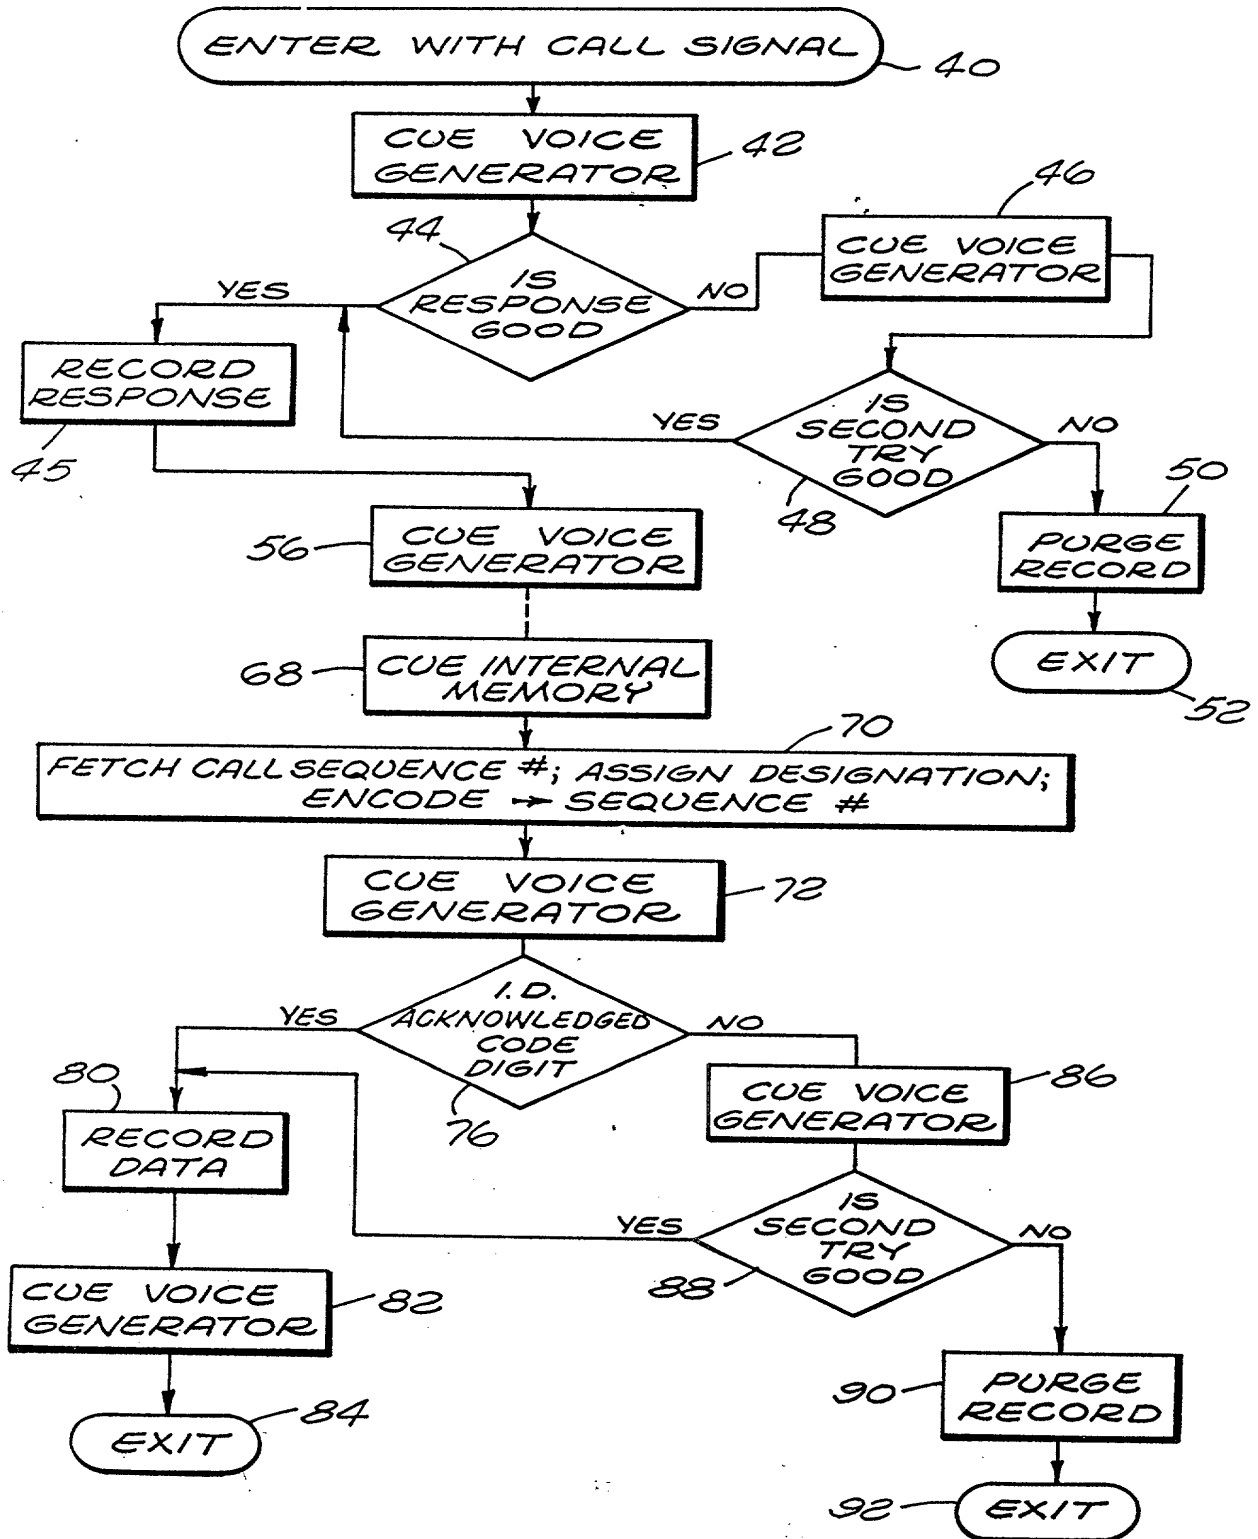 ENTER WITH CALL SIGNAL
40
CUE VOICE
GENERATOR
42
44
IS
RESPONSE
GOOD
YES
NO
46
CUE VOICE
GENERATOR
RECORD
RESPONSE
45
YES
IS
SECOND
TRY
GOOD
48
NO
50
PURGE
RECORD
EXIT
52
56
CUE VOICE
GENERATOR
68
CUE INTERNAL
MEMORY
70
FETCH CALL SEQUENCE #; ASSIGN DESIGNATION;
ENCODE → SEQUENCE #
CUE VOICE
GENERATOR
72
YES
I.D.
ACKNOWLEDGED
CODE
DIGIT
76
NO
80
RECORD
DATA
CUE VOICE
GENERATOR
86
YES
IS
SECOND
TRY
GOOD
88
NO
CUE VOICE
GENERATOR
82
EXIT
84
90
PURGE
RECORD
92
EXIT